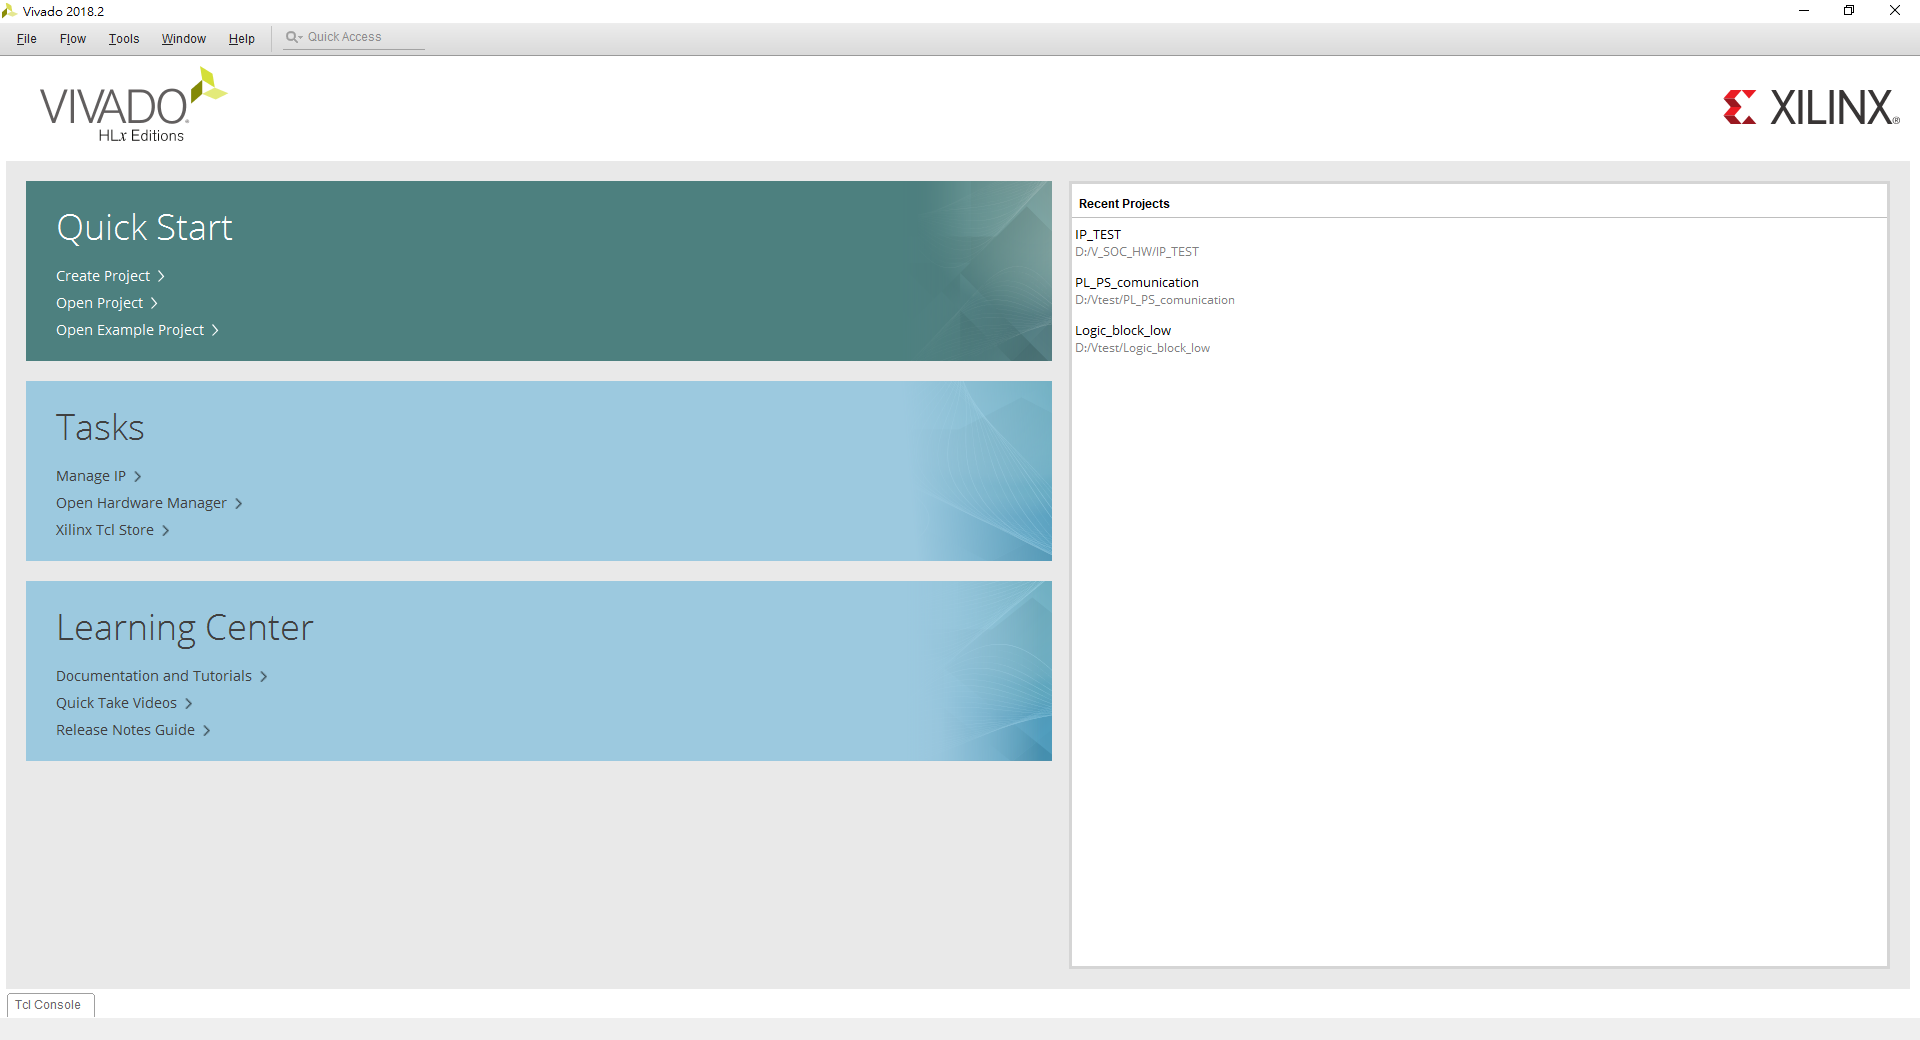 Vivado 2018.2
File Flow Tools Window Help Quick Access
VIVADO
HLx Editions
XILINX®
Quick Start
Create Project
Open Project
Open Example Project
Tasks
Manage IP
Open Hardware Manager
Xilinx Tcl Store
Learning Center
Documentation and Tutorials
Quick Take Videos
Release Notes Guide
Recent Projects
IP_TEST
D:/V_SOC_HW/IP_TEST
PL_PS_comunication
D:/Vtest/PL_PS_comunication
Logic_block_low
D:/Vtest/Logic_block_low
Tcl Console